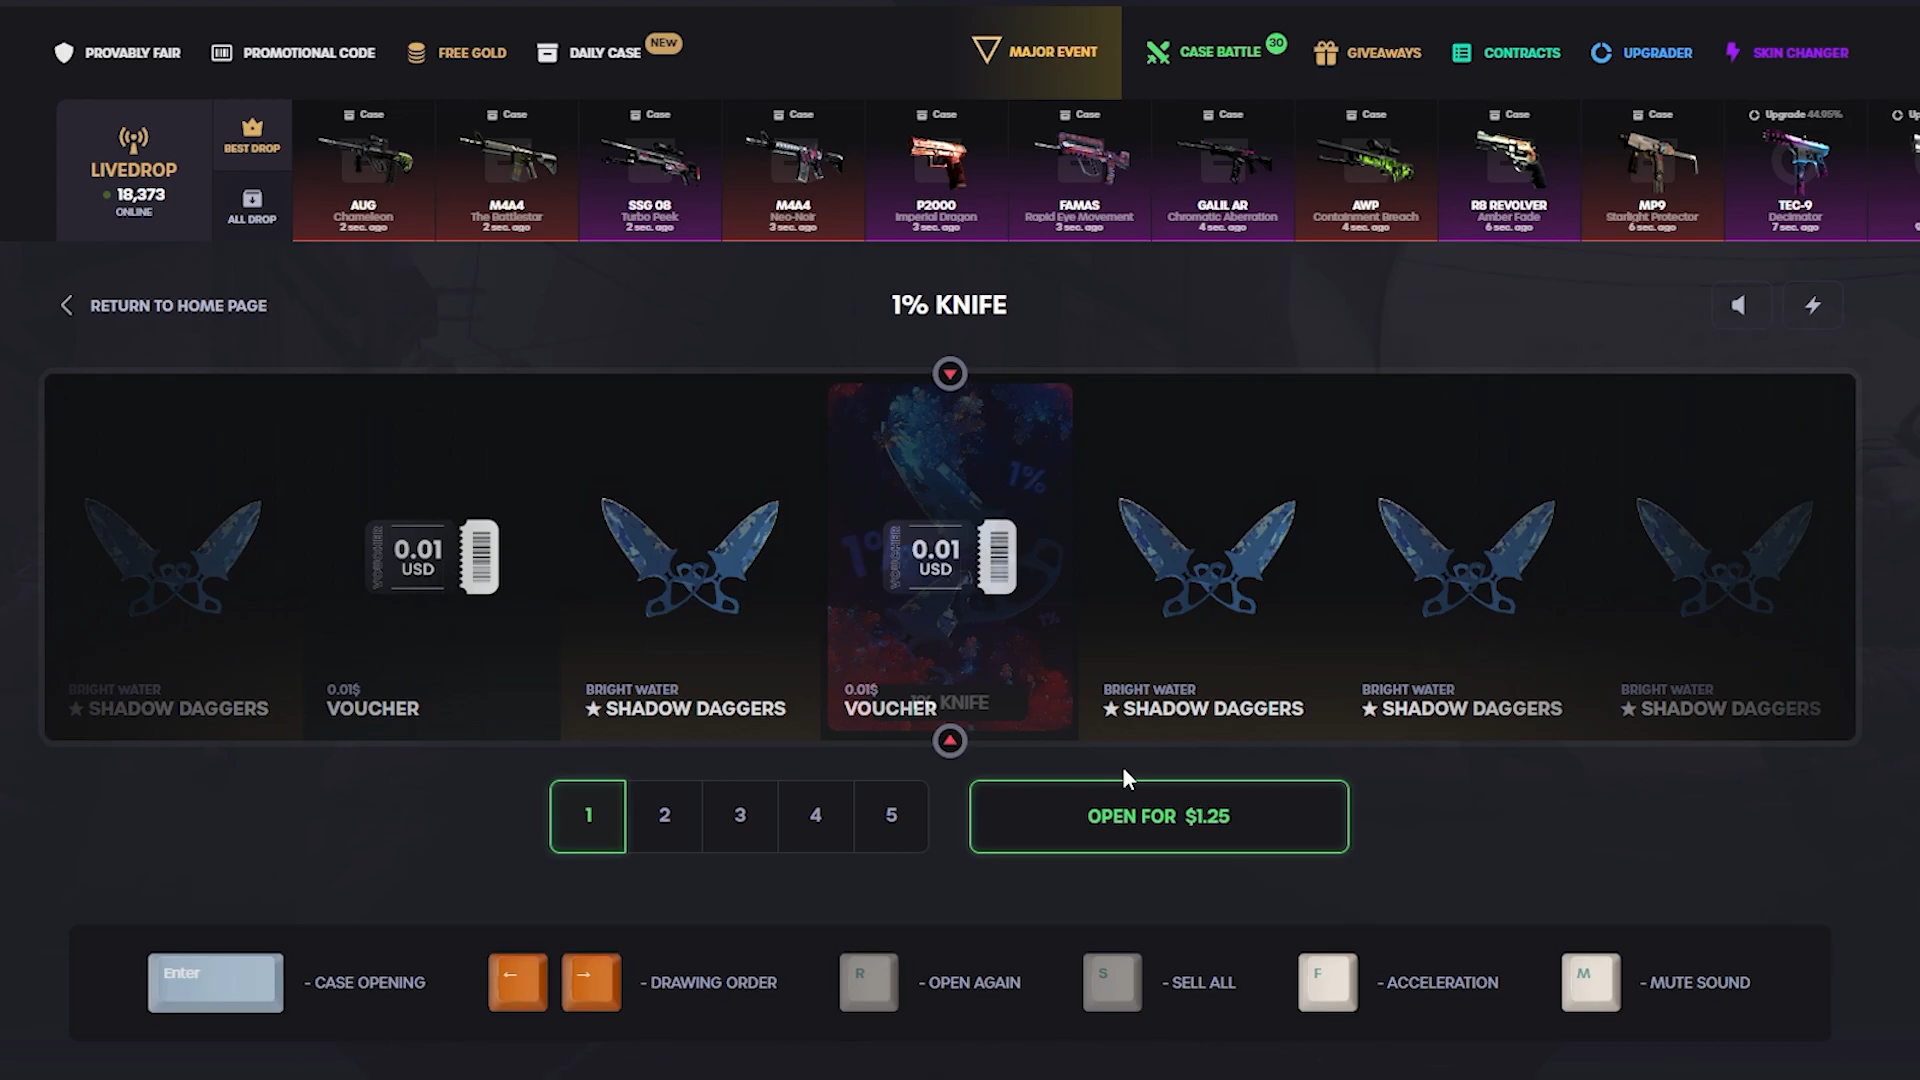 PROVABLY FAIR
PROMOTIONAL CODE
FREE GOLD
DAILY CASE
NEW
MAJOR EVENT
CASE BATTLE
30
GIVEAWAYS
CONTRACTS
UPGRADER
SKIN CHANGER
LIVEDROP
18,373
ONLINE
BEST DROP
ALL DROP
Case
AUG
Chameleon
2 sec. ago
Case
M4A4
The Battlestar
2 sec. ago
Case
SSG 08
Turbo Peek
2 sec. ago
Case
M4A4
Neo-Noir
3 sec. ago
Case
P2000
Imperial Dragon
3 sec. ago
Case
FAMAS
Rapid Eye Movement
3 sec. ago
Case
GALIL AR
Chromatic Aberration
4 sec. ago
Case
AWP
Containment Breach
4 sec. ago
Case
R8 REVOLVER
Amber Fade
6 sec. ago
Case
MP9
Starlight Protector
6 sec. ago
Upgrade 44.95%
TEC-9
Decimator
7 sec. ago
RETURN TO HOME PAGE
1% KNIFE
BRIGHT WATER
★ SHADOW DAGGERS
VOUCHER
0.01
USD
0.01$
VOUCHER
BRIGHT WATER
★ SHADOW DAGGERS
1%
1%
1%
VOUCHER
0.01
USD
0.01$
VOUCHER
1% KNIFE
BRIGHT WATER
★ SHADOW DAGGERS
BRIGHT WATER
★ SHADOW DAGGERS
BRIGHT WATER
★ SHADOW DAGGERS
1
2
3
4
5
OPEN FOR $1.25
Enter
- CASE OPENING
← →
- DRAWING ORDER
R
- OPEN AGAIN
S
- SELL ALL
F
- ACCELERATION
M
- MUTE SOUND